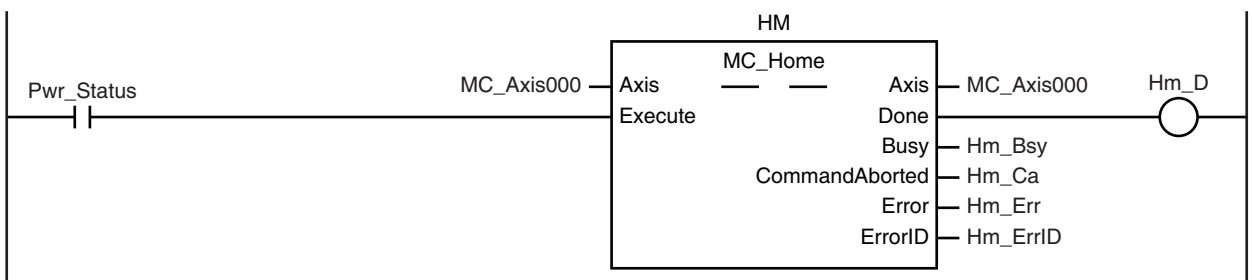 HM
MC_Home
Pwr_Status MC_Axis000 Axis Axis MC_Axis000 Hm_D
Execute Done
Busy Hm_Bsy
CommandAborted Hm_Ca
Error Hm_Err
ErrorID Hm_ErrID